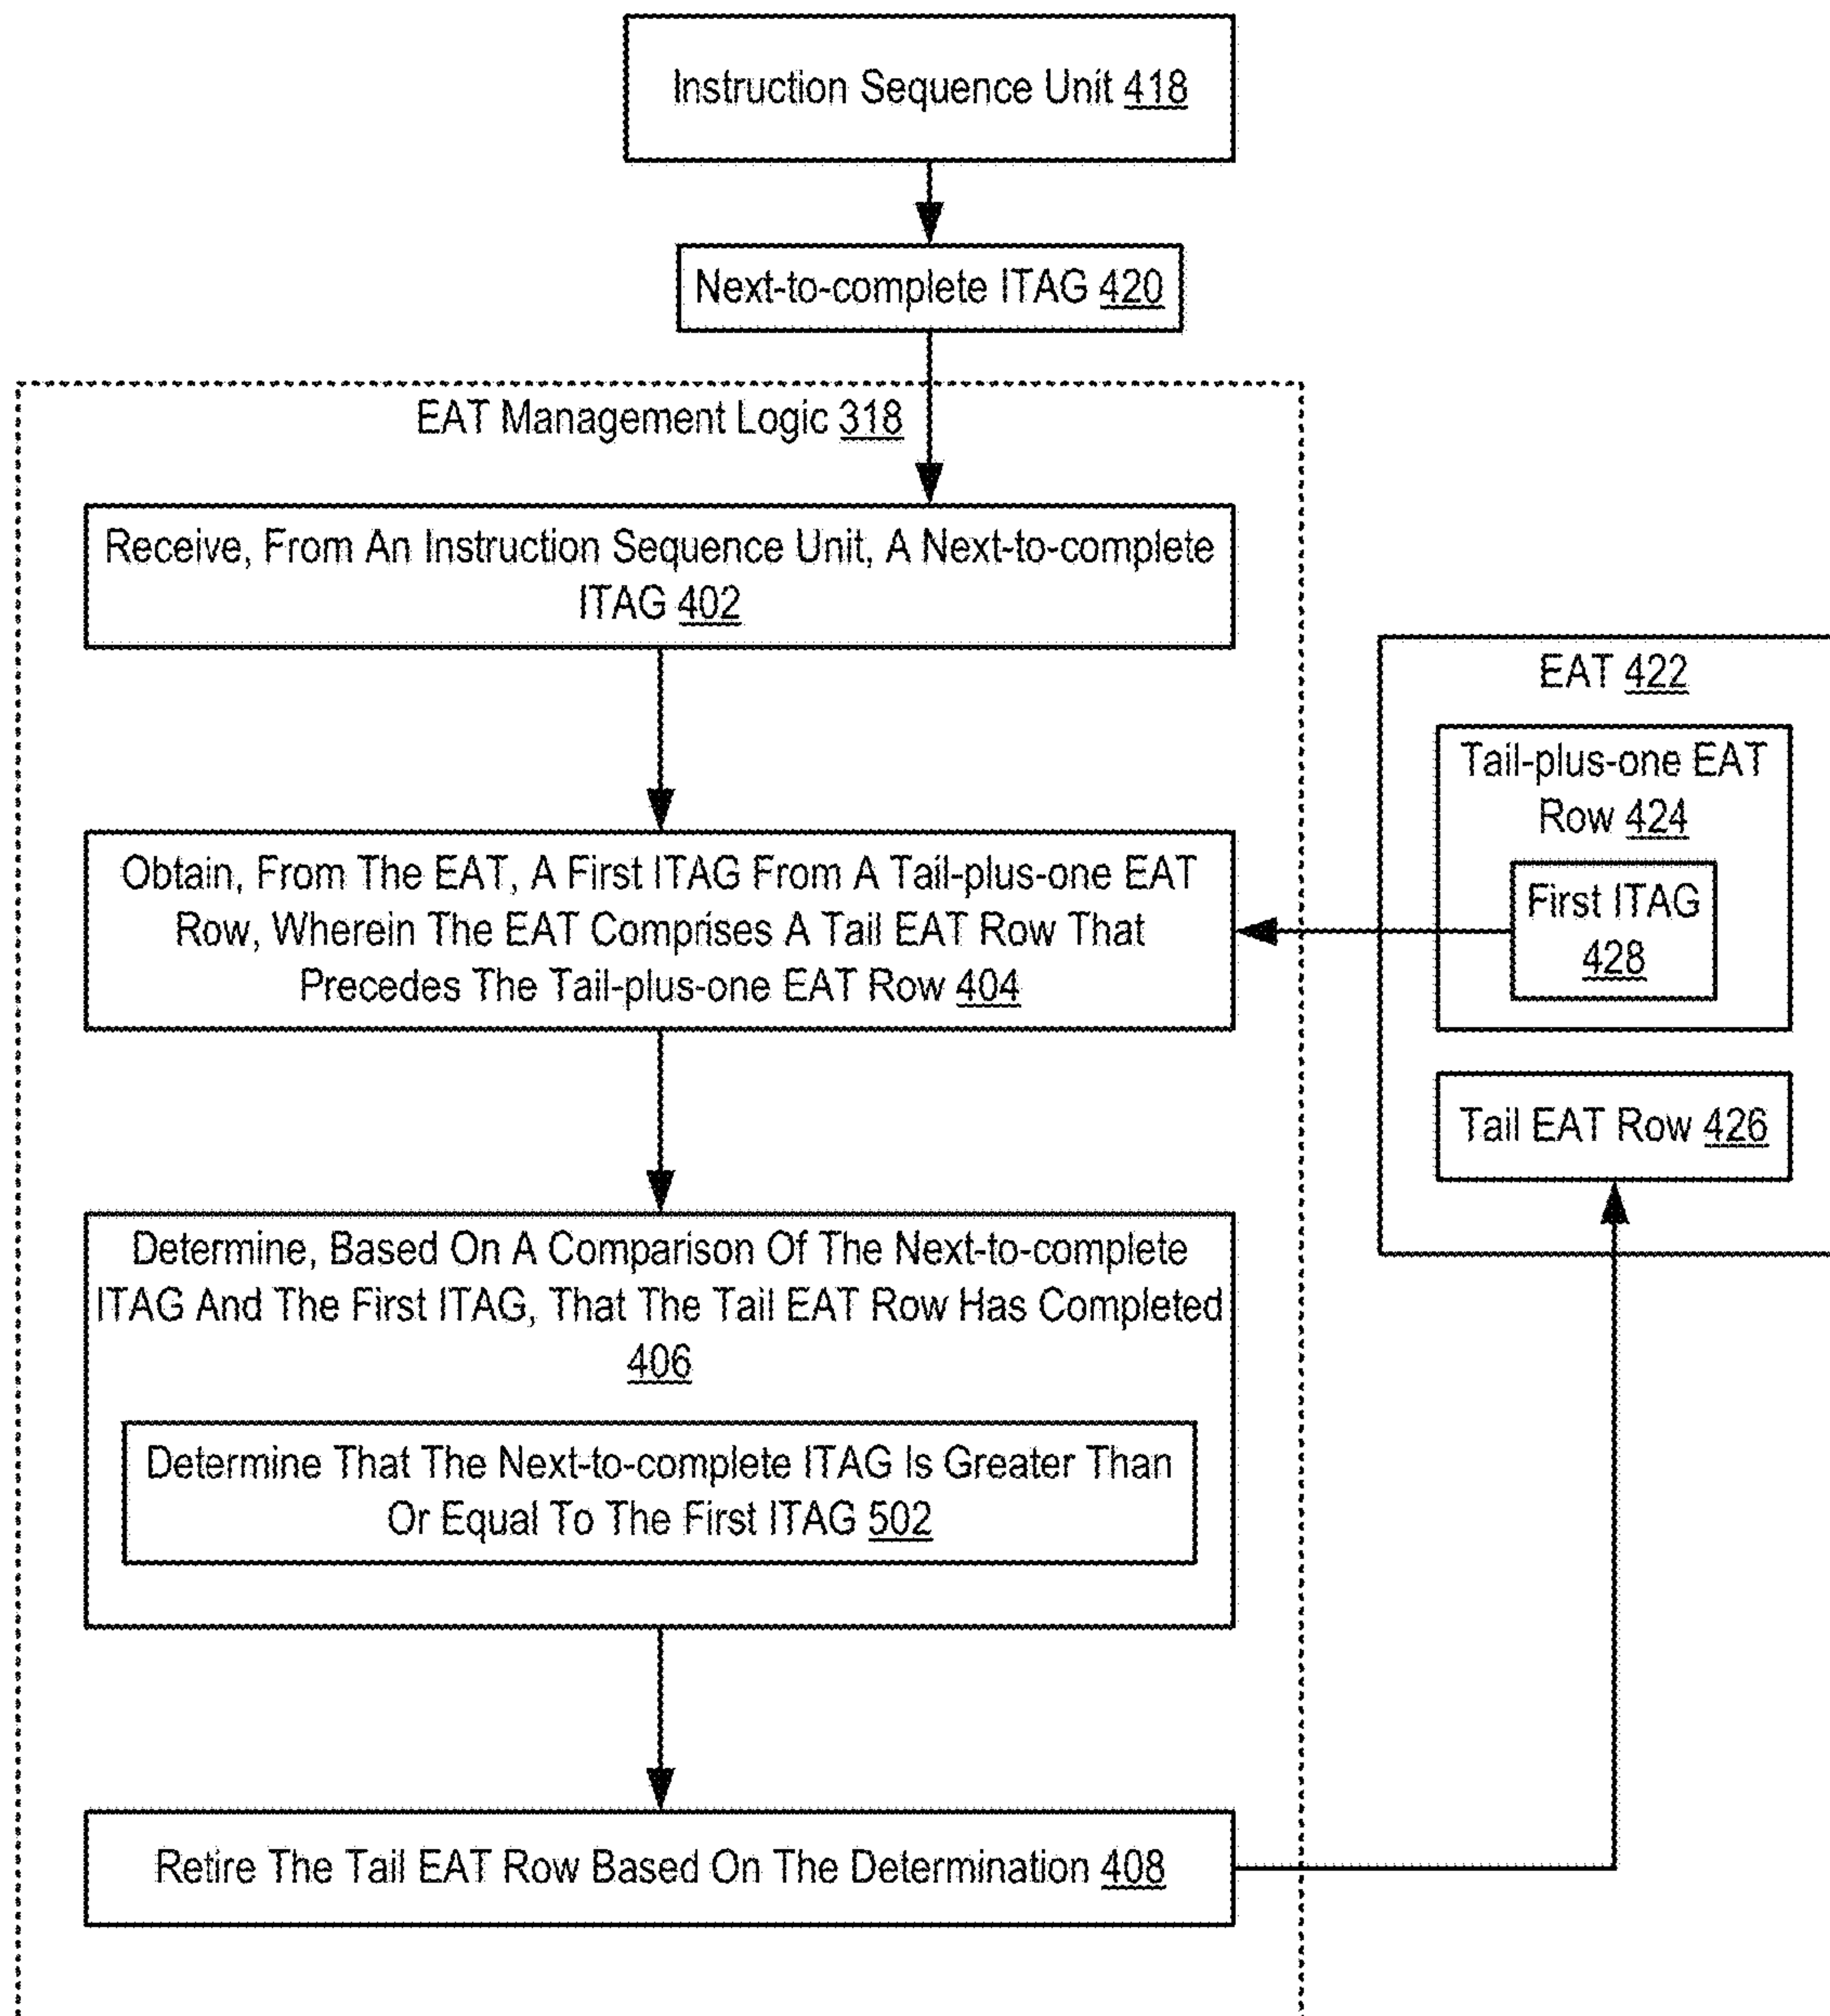 Instruction Sequence Unit 418
Next-to-complete ITAG 420
EAT Management Logic 318
Receive, From An Instruction Sequence Unit, A Next-to-complete
ITAG 402
Obtain, From The EAT, A First ITAG From A Tail-plus-one EAT
Row, Wherein The EAT Comprises A Tail EAT Row That
Precedes The Tail-plus-one EAT Row 404
EAT 422
Tail-plus-one EAT
Row 424
First ITAG
428
Tail EAT Row 426
Determine, Based On A Comparison Of The Next-to-complete
ITAG And The First ITAG, That The Tail EAT Row Has Completed
406
Determine That The Next-to-complete ITAG Is Greater Than
Or Equal To The First ITAG 502
Retire The Tail EAT Row Based On The Determination 408